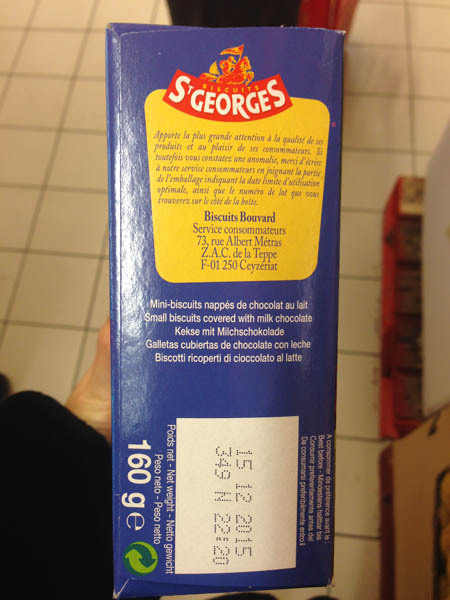 BISCUITS
ST GEORGES
Apporte la plus grande attention à la qualité de ses
produits et au plaisir de ses consommateurs. Si
toutefois vous constatez une anomalie, merci d'écrire
à notre service consommateurs en joignant la partie
de l'emballage indiquant la date limite d'utilisation
optimale, ainsi que le numéro de lot que vous
trouverez sur le côté de la boîte.
Biscuits Bouvard
Service consommateurs
73, rue Albert Métras
Z.A.C. de la Teppe
F-01 250 Ceyzériat
Mini-biscuits nappés de chocolat au lait
Small biscuits covered with milk chocolate
Kekse mit Milchschokolade
Galletas cubiertas de chocolate con leche
Biscotti ricoperti di cioccolato al latte
A consommer de préférence avant le :
Best before - Mindestens haltbar bis
Consumir preferentemente antes del
Da consumarsi preferibilmente entro il
15 12 2015
349 N 22:20
Poids net - Net weight - Netto gewicht
Peso neto - Peso netto
160 g e